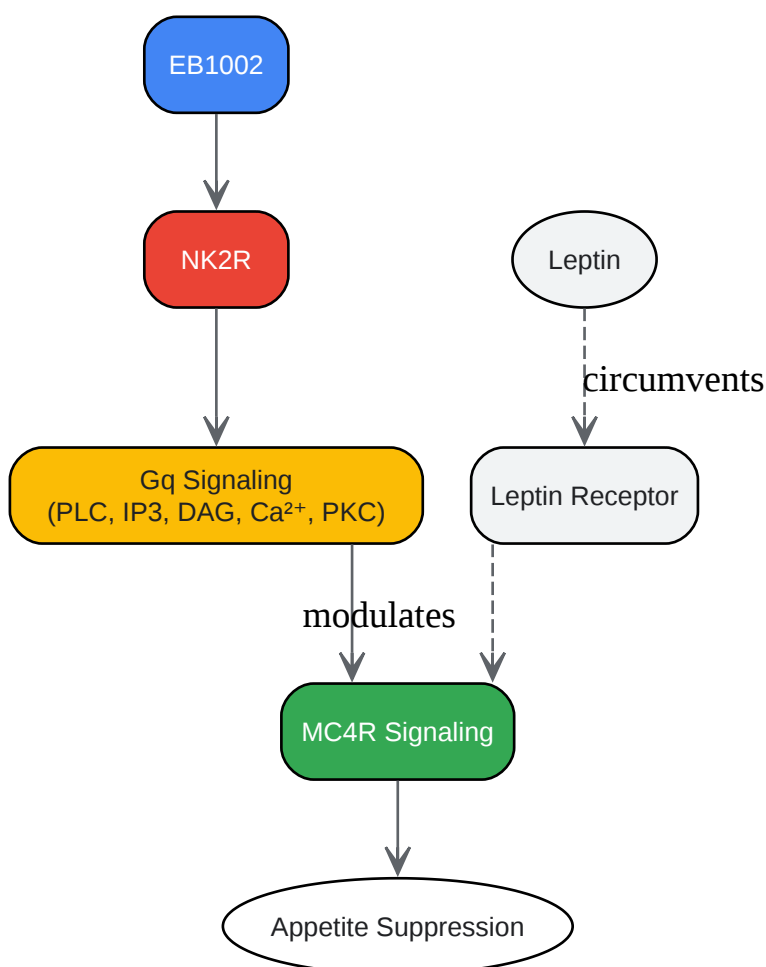 EB1002
NK2R
Leptin
circumvents
Gq Signaling
(PLC, IP3, DAG, Ca²⁺, PKC)
Leptin Receptor
modulates
MC4R Signaling
Appetite Suppression